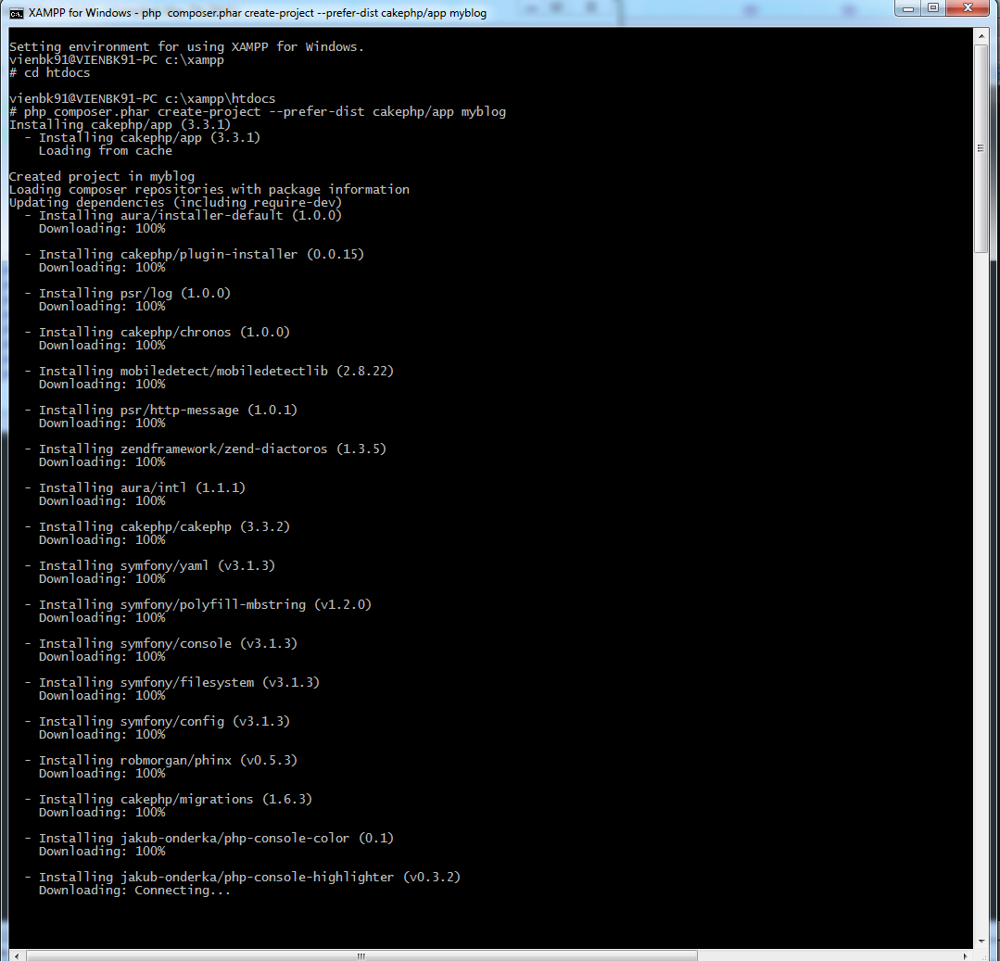 XAMPP for Windows - php  composer.phar create-project --prefer-dist cakephp/app myblog
Setting environment for using XAMPP for Windows.
vienbk91@VIENBK91-PC c:\xampp
# cd htdocs
vienbk91@VIENBK91-PC c:\xampp\htdocs
# php composer.phar create-project --prefer-dist cakephp/app myblog
Installing cakephp/app (3.3.1)
  - Installing cakephp/app (3.3.1)
    Loading from cache
Created project in myblog
Loading composer repositories with package information
Updating dependencies (including require-dev)
  - Installing aura/installer-default (1.0.0)
    Downloading: 100%
  - Installing cakephp/plugin-installer (0.0.15)
    Downloading: 100%
  - Installing psr/log (1.0.0)
    Downloading: 100%
  - Installing cakephp/chronos (1.0.0)
    Downloading: 100%
  - Installing mobiledetect/mobiledetectlib (2.8.22)
    Downloading: 100%
  - Installing psr/http-message (1.0.1)
    Downloading: 100%
  - Installing zendframework/zend-diactoros (1.3.5)
    Downloading: 100%
  - Installing aura/intl (1.1.1)
    Downloading: 100%
  - Installing cakephp/cakephp (3.3.2)
    Downloading: 100%
  - Installing symfony/yaml (v3.1.3)
    Downloading: 100%
  - Installing symfony/polyfill-mbstring (v1.2.0)
    Downloading: 100%
  - Installing symfony/console (v3.1.3)
    Downloading: 100%
  - Installing symfony/filesystem (v3.1.3)
    Downloading: 100%
  - Installing symfony/config (v3.1.3)
    Downloading: 100%
  - Installing robmorgan/phinx (v0.5.3)
    Downloading: 100%
  - Installing cakephp/migrations (1.6.3)
    Downloading: 100%
  - Installing jakub-onderka/php-console-color (0.1)
    Downloading: 100%
  - Installing jakub-onderka/php-console-highlighter (v0.3.2)
    Downloading: Connecting...